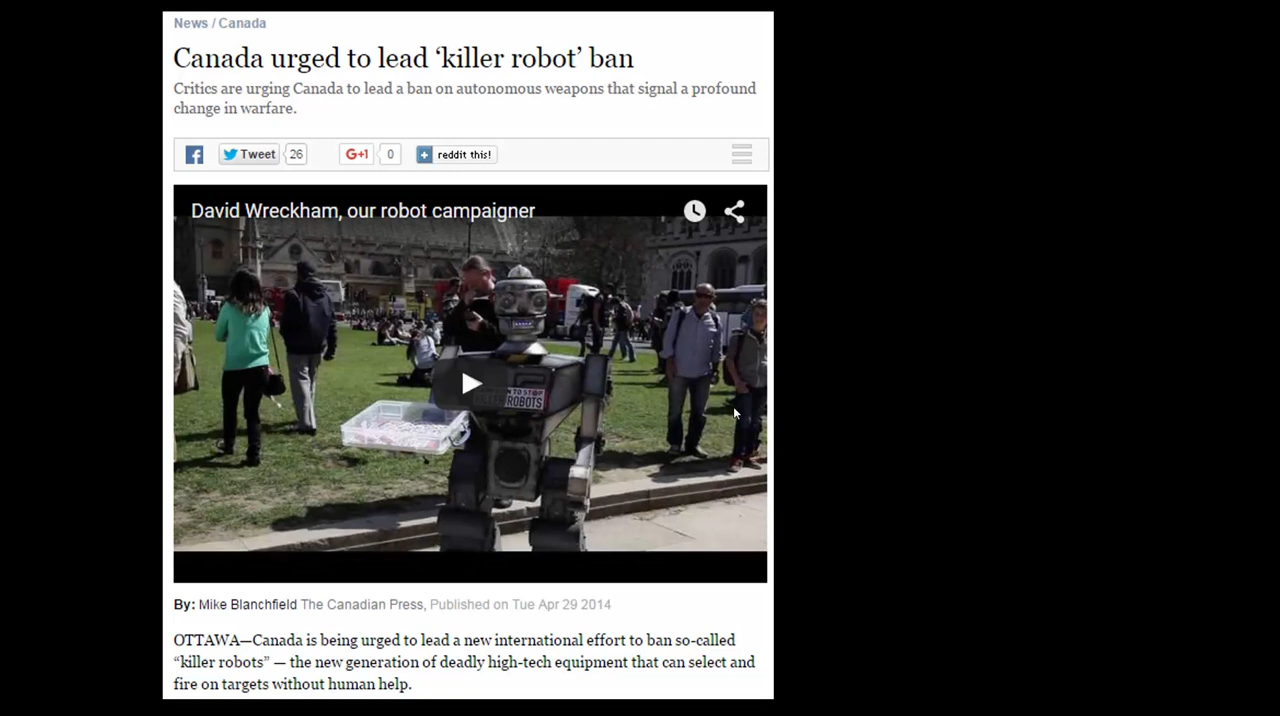 News / Canada
Canada urged to lead ‘killer robot’ ban
Critics are urging Canada to lead a ban on autonomous weapons that signal a profound
change in warfare.
Tweet 26 G+1 0 reddit this!
David Wreckham, our robot campaigner
TO STOP
ROBOTS
By: Mike Blanchfield The Canadian Press, Published on Tue Apr 29 2014
OTTAWA—Canada is being urged to lead a new international effort to ban so-called
“killer robots” — the new generation of deadly high-tech equipment that can select and
fire on targets without human help.